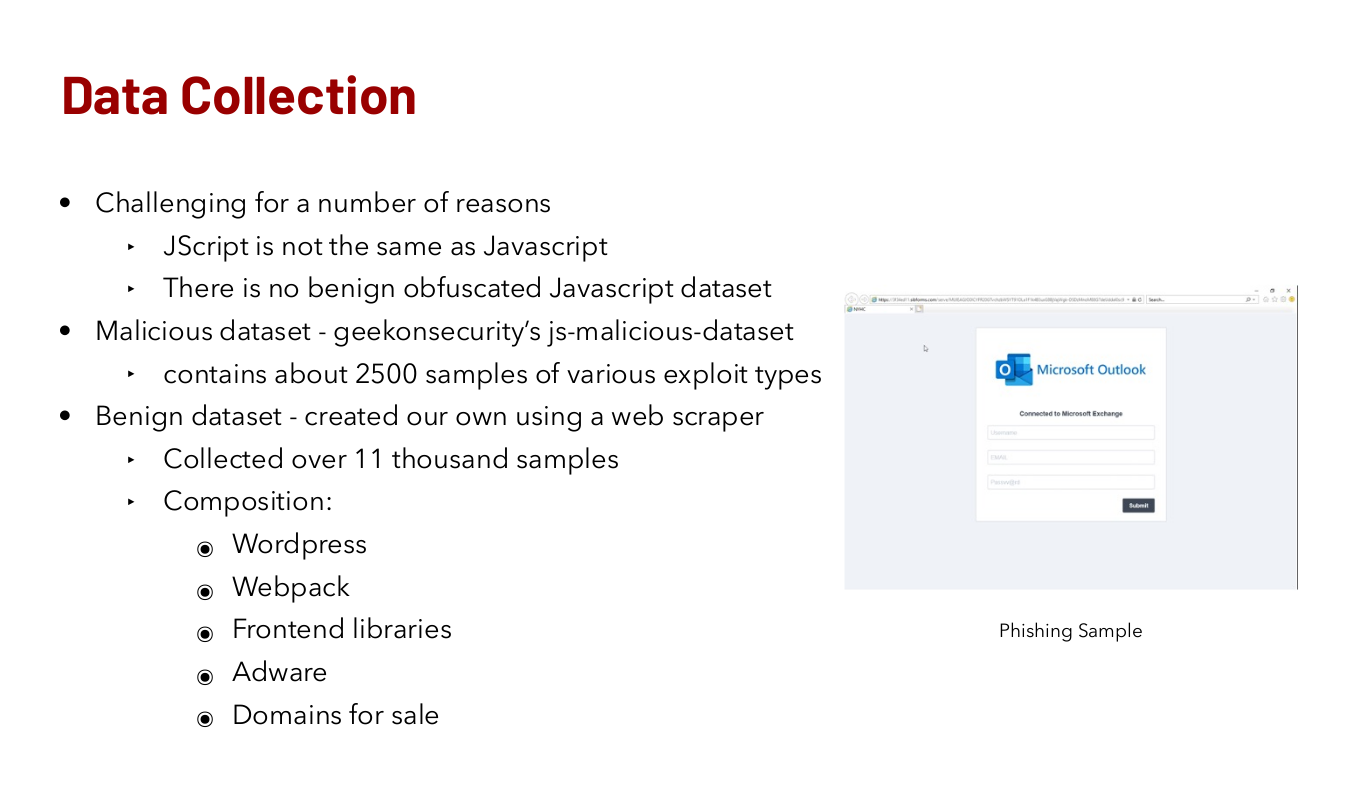 Data Collection
• Challenging for a number of reasons
‣ JScript is not the same as Javascript
‣ There is no benign obfuscated Javascript dataset
• Malicious dataset - geekonsecurity’s js-malicious-dataset
‣ contains about 2500 samples of various exploit types
• Benign dataset - created our own using a web scraper
‣ Collected over 11 thousand samples
‣ Composition:
◉ Wordpress
◉ Webpack
◉ Frontend libraries
◉ Adware
◉ Domains for sale
Search...
Microsoft Outlook
Connected to Microsoft Exchange
Username
EMAIL
Submit
Phishing Sample